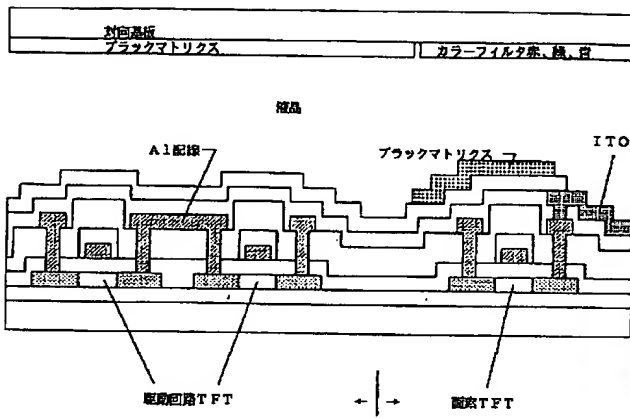 対向基板
ブラックマトリクス
カラーフィルタ赤、緑、青
液晶
Al配線
ブラックマトリクス
ITO
駆動回路TFT
画素TFT